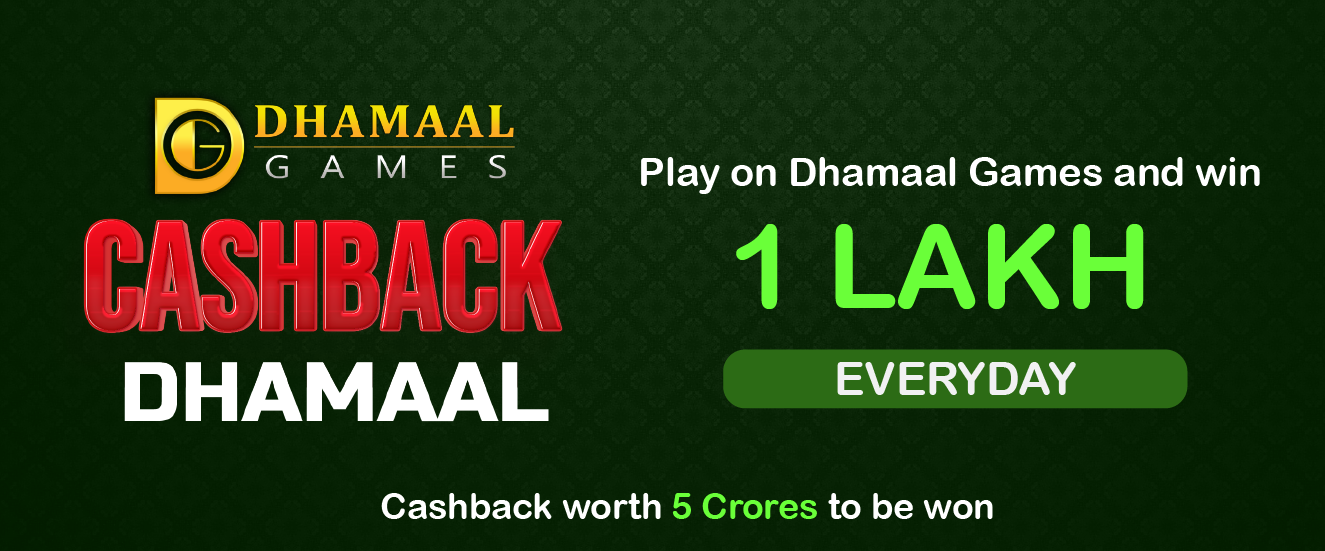 DHAMAAL
GAMES
CASHBACK
DHAMAAL
Play on Dhamaal Games and win
1 LAKH
EVERYDAY
Cashback worth 5 Crores to be won